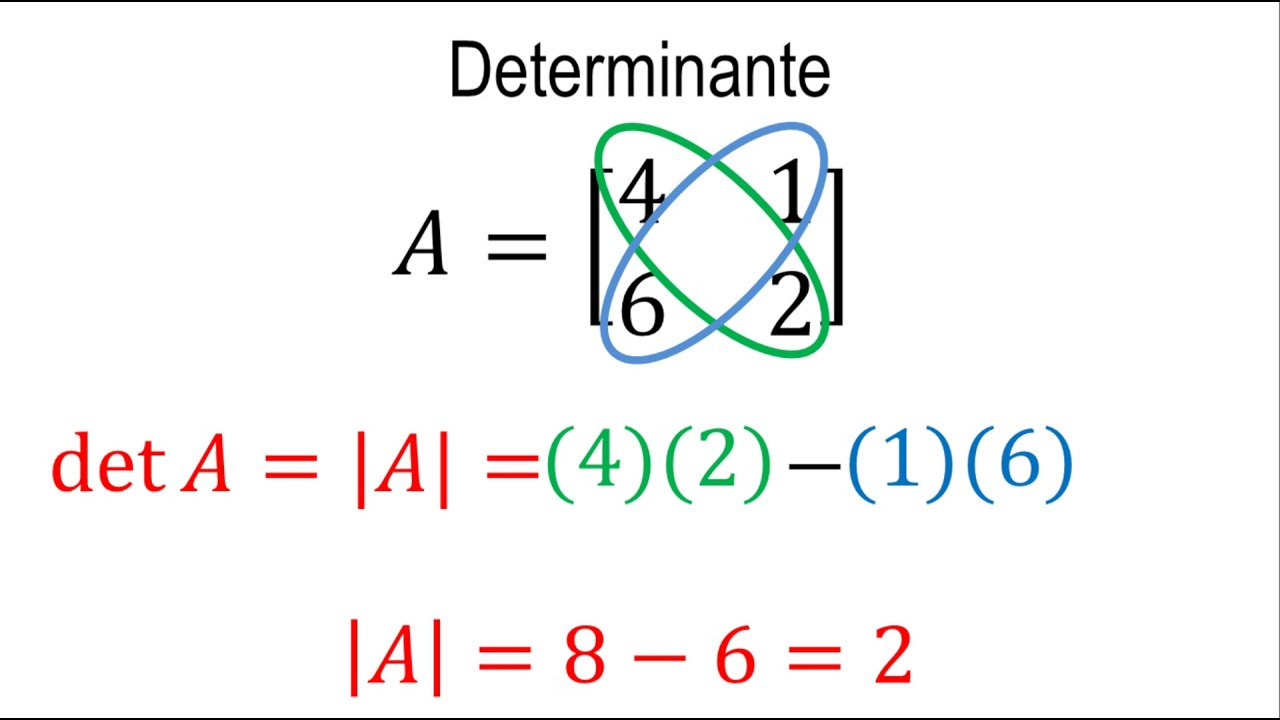 Determinante
A = [4 1
6 2]
det A = |A| =(4)(2) −(1)(6)
|A| = 8 − 6 = 2